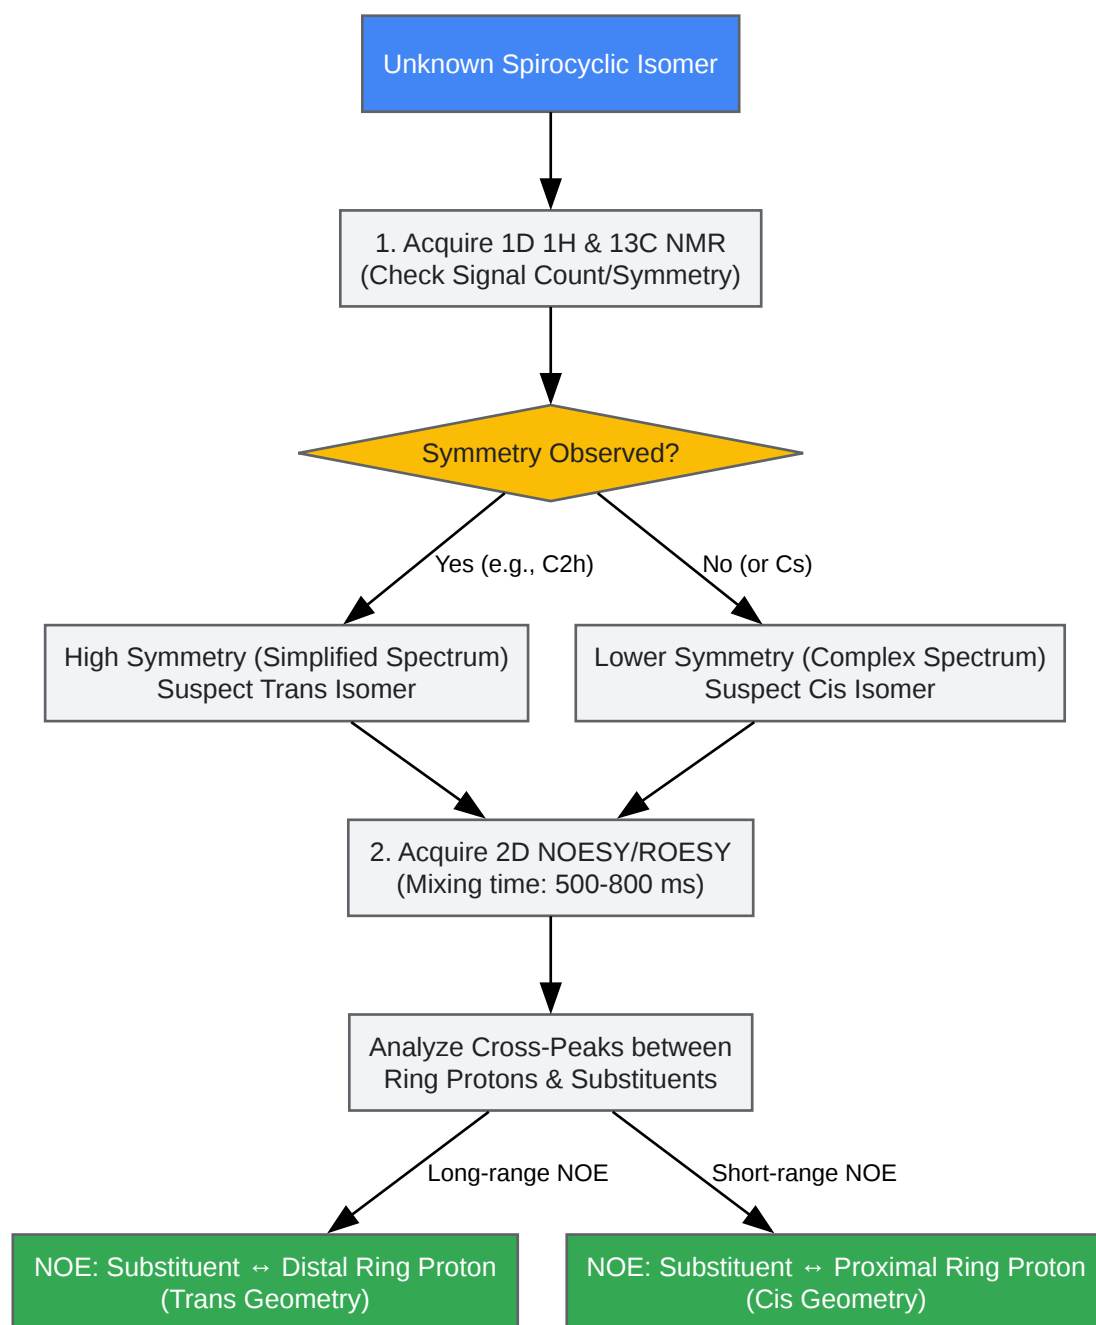 Unknown Spirocyclic Isomer
1. Acquire 1D 1H & 13C NMR
(Check Signal Count/Symmetry)
Symmetry Observed?
Yes (e.g., C2h)
No (or Cs)
High Symmetry (Simplified Spectrum)
Suspect Trans Isomer
Lower Symmetry (Complex Spectrum)
Suspect Cis Isomer
2. Acquire 2D NOESY/ROESY
(Mixing time: 500-800 ms)
Analyze Cross-Peaks between
Ring Protons & Substituents
Long-range NOE
Short-range NOE
NOE: Substituent ↔ Distal Ring Proton
(Trans Geometry)
NOE: Substituent ↔ Proximal Ring Proton
(Cis Geometry)